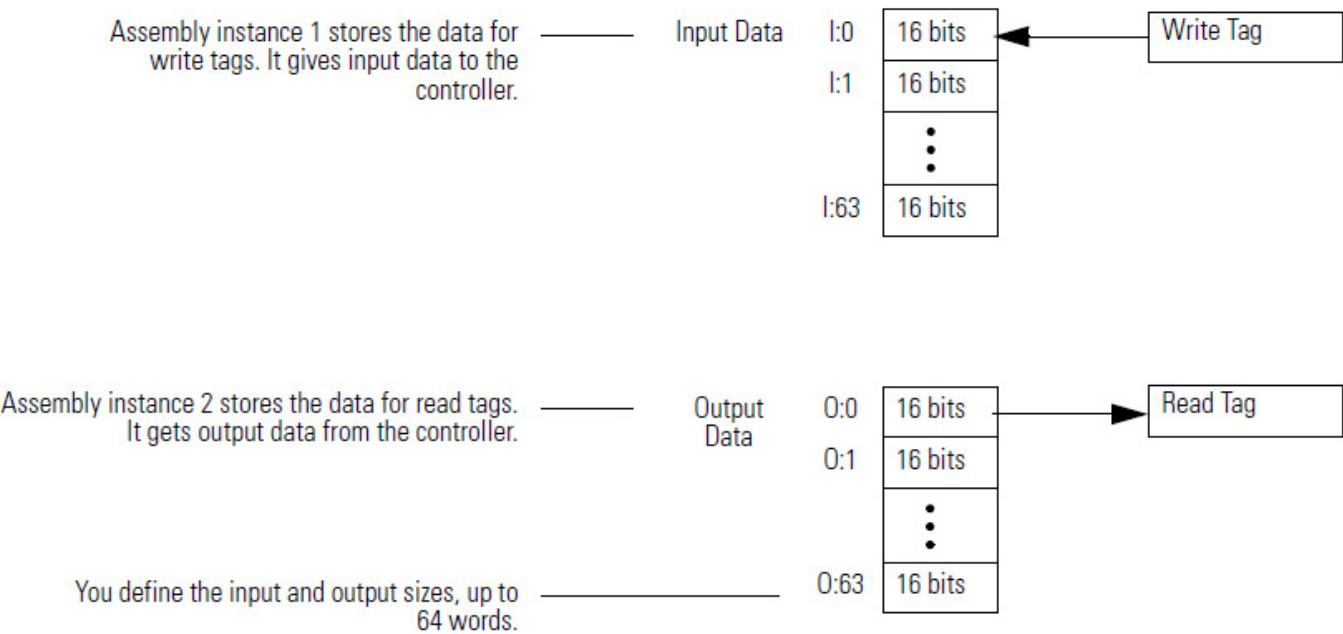 Assembly instance 1 stores the data for
write tags. It gives input data to the
controller.
Input Data
I:0
16 bits
Write Tag
I:1
16 bits
I:63
16 bits
Assembly instance 2 stores the data for read tags.
It gets output data from the controller.
Output
Data
O:0
16 bits
Read Tag
O:1
16 bits
You define the input and output sizes, up to
64 words.
O:63
16 bits